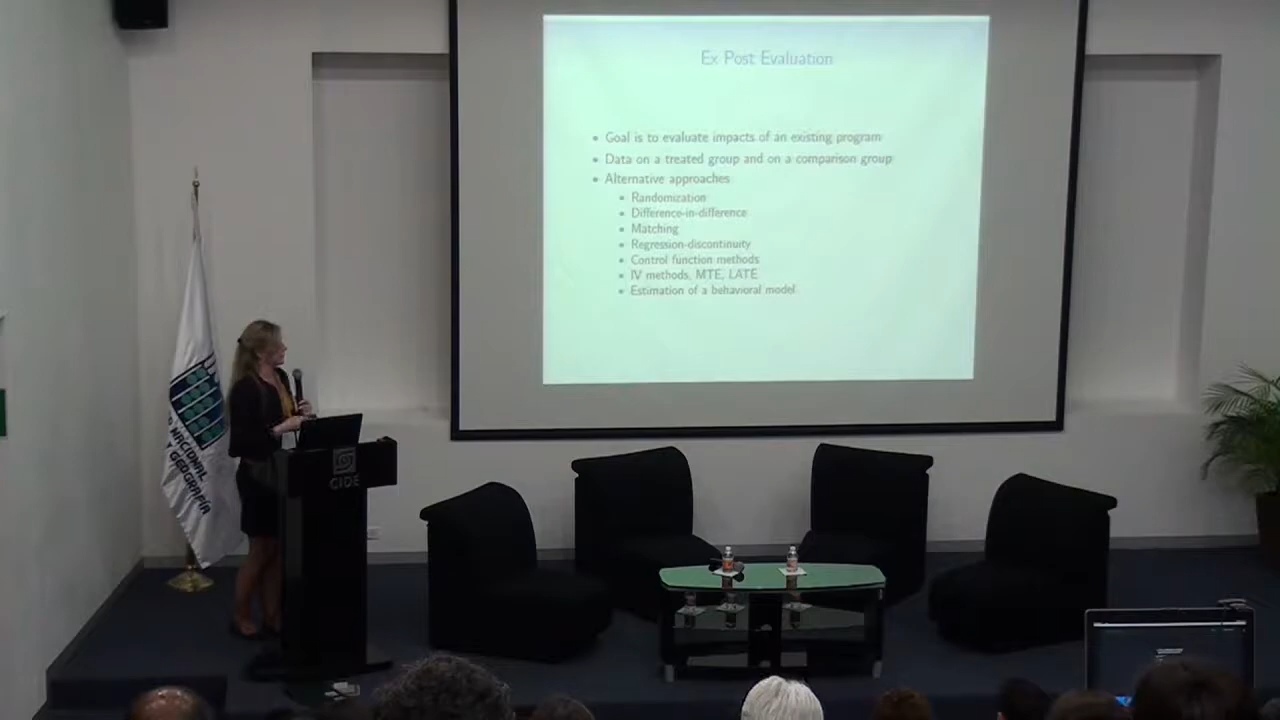 Ex Post Evaluation
Goal is to evaluate impacts of an existing program
Data on a treated group and on a comparison group
Alternative approaches
Randomization
Difference-in-difference
Matching
Regression-discontinuity
Control function methods
IV methods, MTE, LATE
Estimation of a behavioral model
NACIONAL
GEOGRAFÍA
CIDE